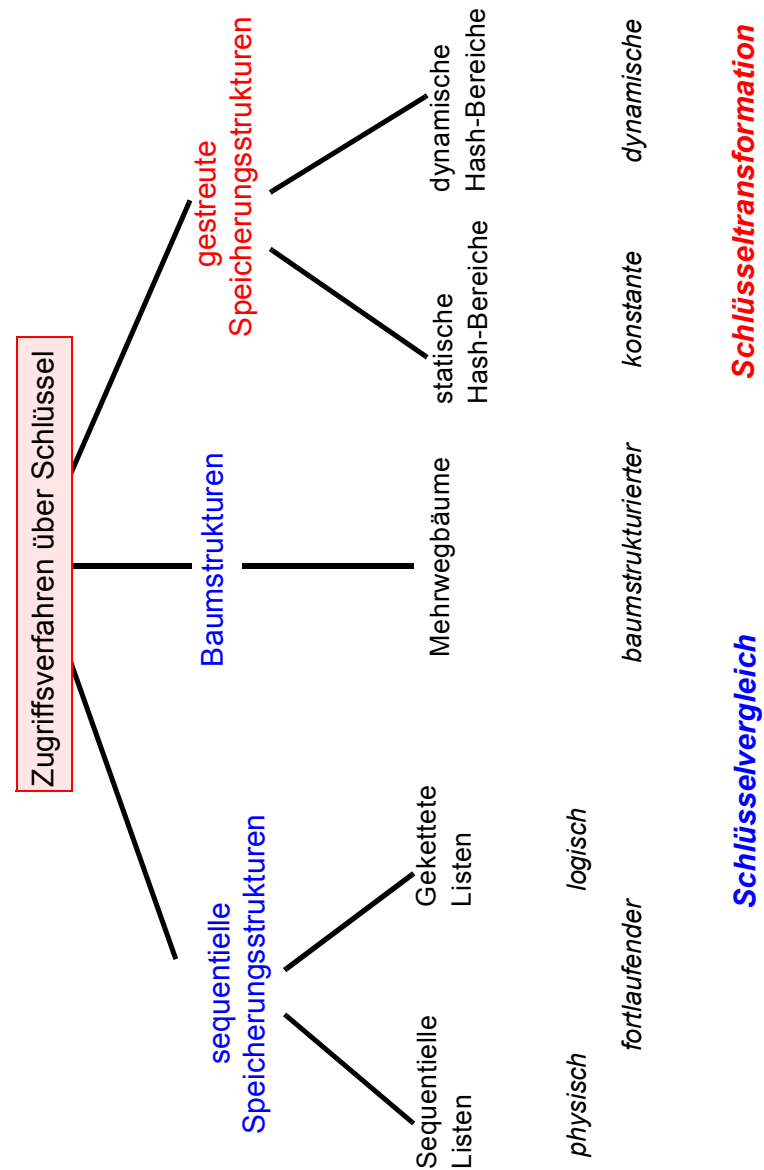 Zugriffsverfahren über Schlüssel
sequentielle
Speicherungsstrukturen
Baumstrukturen
gestreute
Speicherungsstrukturen
Sequentielle
Listen
Gekettete
Listen
Mehrwegbäume
statische
Hash-Bereiche
dynamische
Hash-Bereiche
physisch
logisch
fortlaufender
baumstrukturierter
konstante
dynamische
Schlüsselvergleich
Schlüsseltransformation